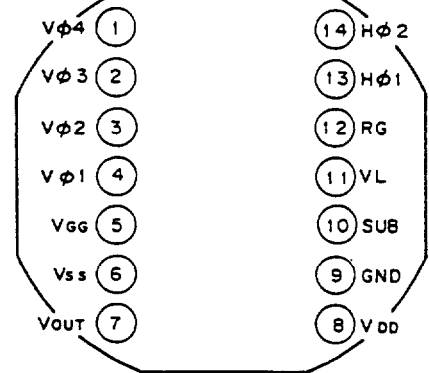 Vφ4 1 14 Hφ2
Vφ3 2 13 Hφ1
Vφ2 3 12 RG
Vφ1 4 11 VL
VGG 5 10 SUB
Vss 6 9 GND
VOUT 7 8 VDD